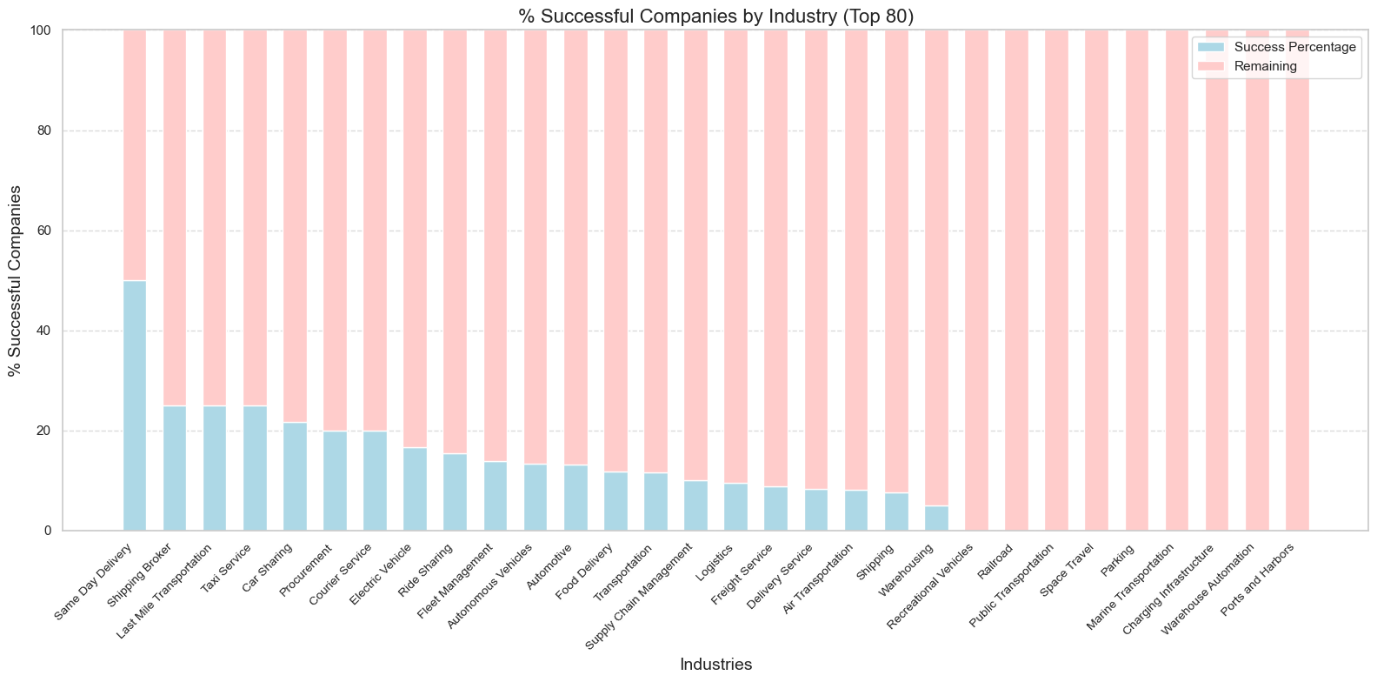 % Successful Companies by Industry (Top 80)
Success Percentage
Remaining
% Successful Companies
100
80
60
40
20
0
Same Day Delivery
Shipping Broker
Last Mile Transportation
Taxi Service
Car Sharing
Procurement
Courier Service
Electric Vehicle
Ride Sharing
Fleet Management
Autonomous Vehicles
Automotive
Food Delivery
Transportation
Supply Chain Management
Logistics
Freight Service
Delivery Service
Air Transportation
Shipping
Warehousing
Recreational Vehicles
Railroad
Public Transportation
Space Travel
Parking
Marine Transportation
Charging Infrastructure
Warehouse Automation
Ports and Harbors
Industries